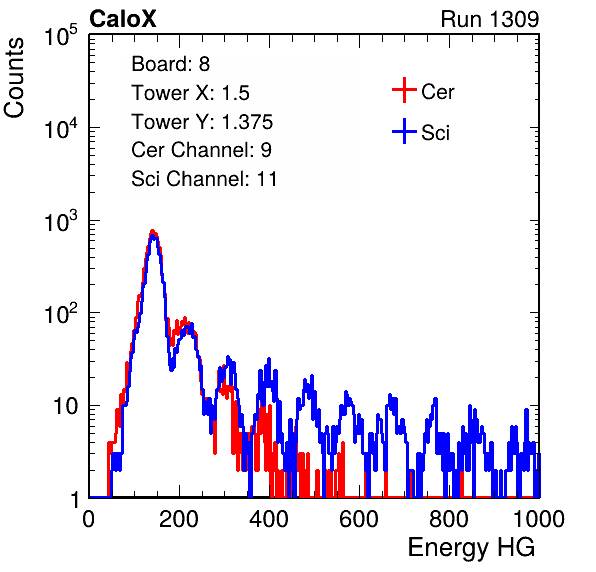 CaloX Run 1309
Board: 8
Tower X: 1.5
Tower Y: 1.375
Cer Channel: 9
Sci Channel: 11
Cer
Sci
Counts
10^5
10^4
10^3
10^2
10
1
0 200 400 600 800 1000
Energy HG